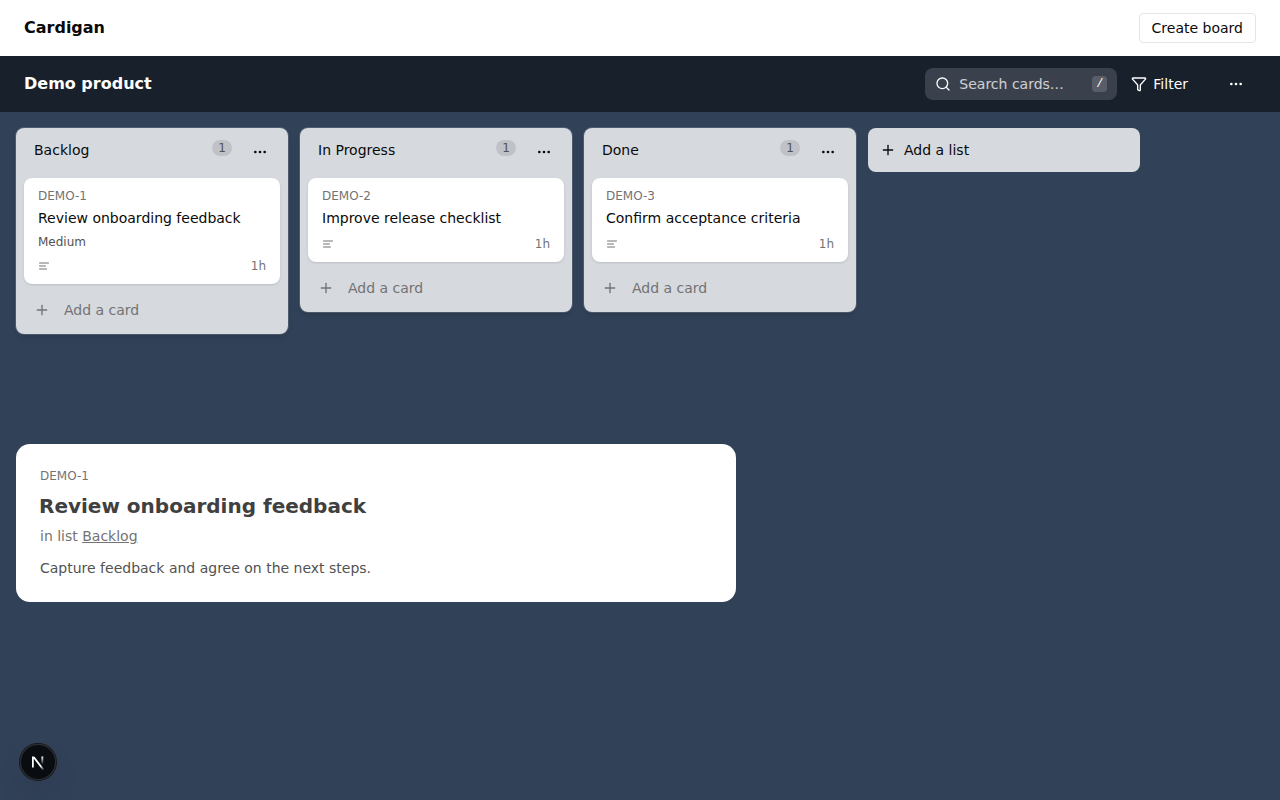 Cardigan
Create board
Demo product
Search cards...
/
Filter
Backlog
1
DEMO-1
Review onboarding feedback
Medium
1h
Add a card
In Progress
1
DEMO-2
Improve release checklist
1h
Add a card
Done
1
DEMO-3
Confirm acceptance criteria
1h
Add a card
Add a list
DEMO-1
Review onboarding feedback
in list Backlog
Capture feedback and agree on the next steps.
N